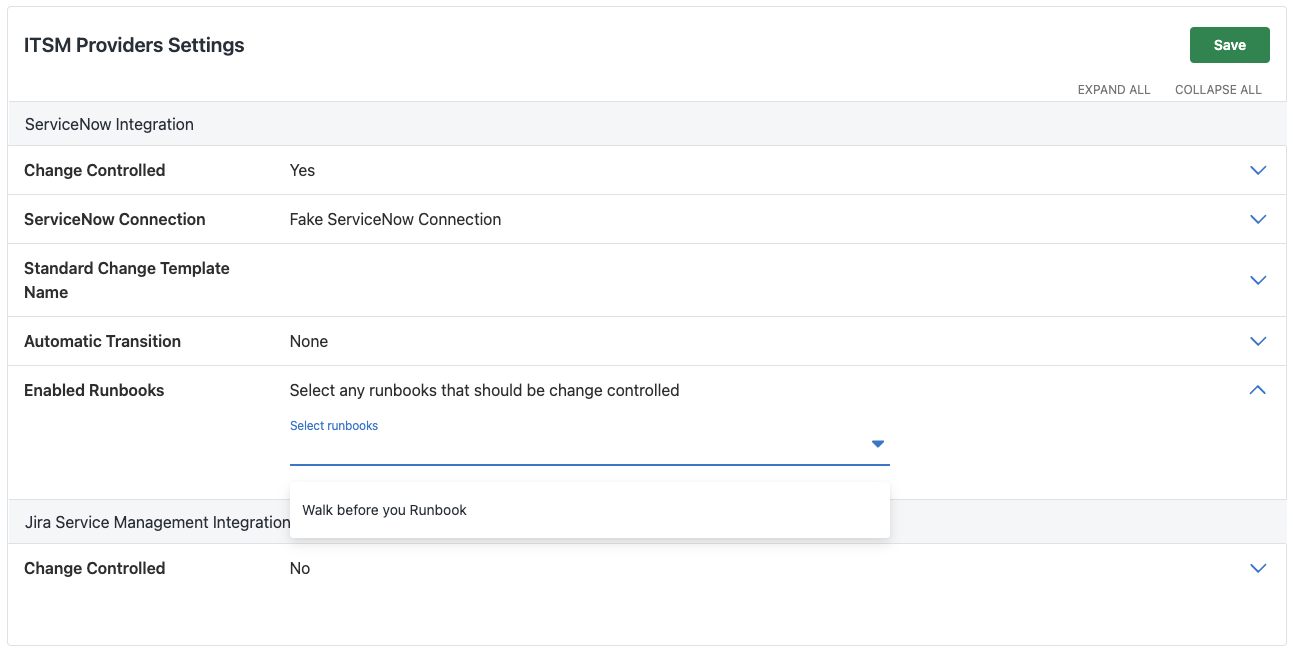 ITSM Providers Settings
Save
EXPAND ALL COLLAPSE ALL
ServiceNow Integration
Change Controlled Yes
ServiceNow Connection Fake ServiceNow Connection
Standard Change Template
Name
Automatic Transition None
Enabled Runbooks Select any runbooks that should be change controlled
Select runbooks
Walk before you Runbook
Jira Service Management Integration
Change Controlled No